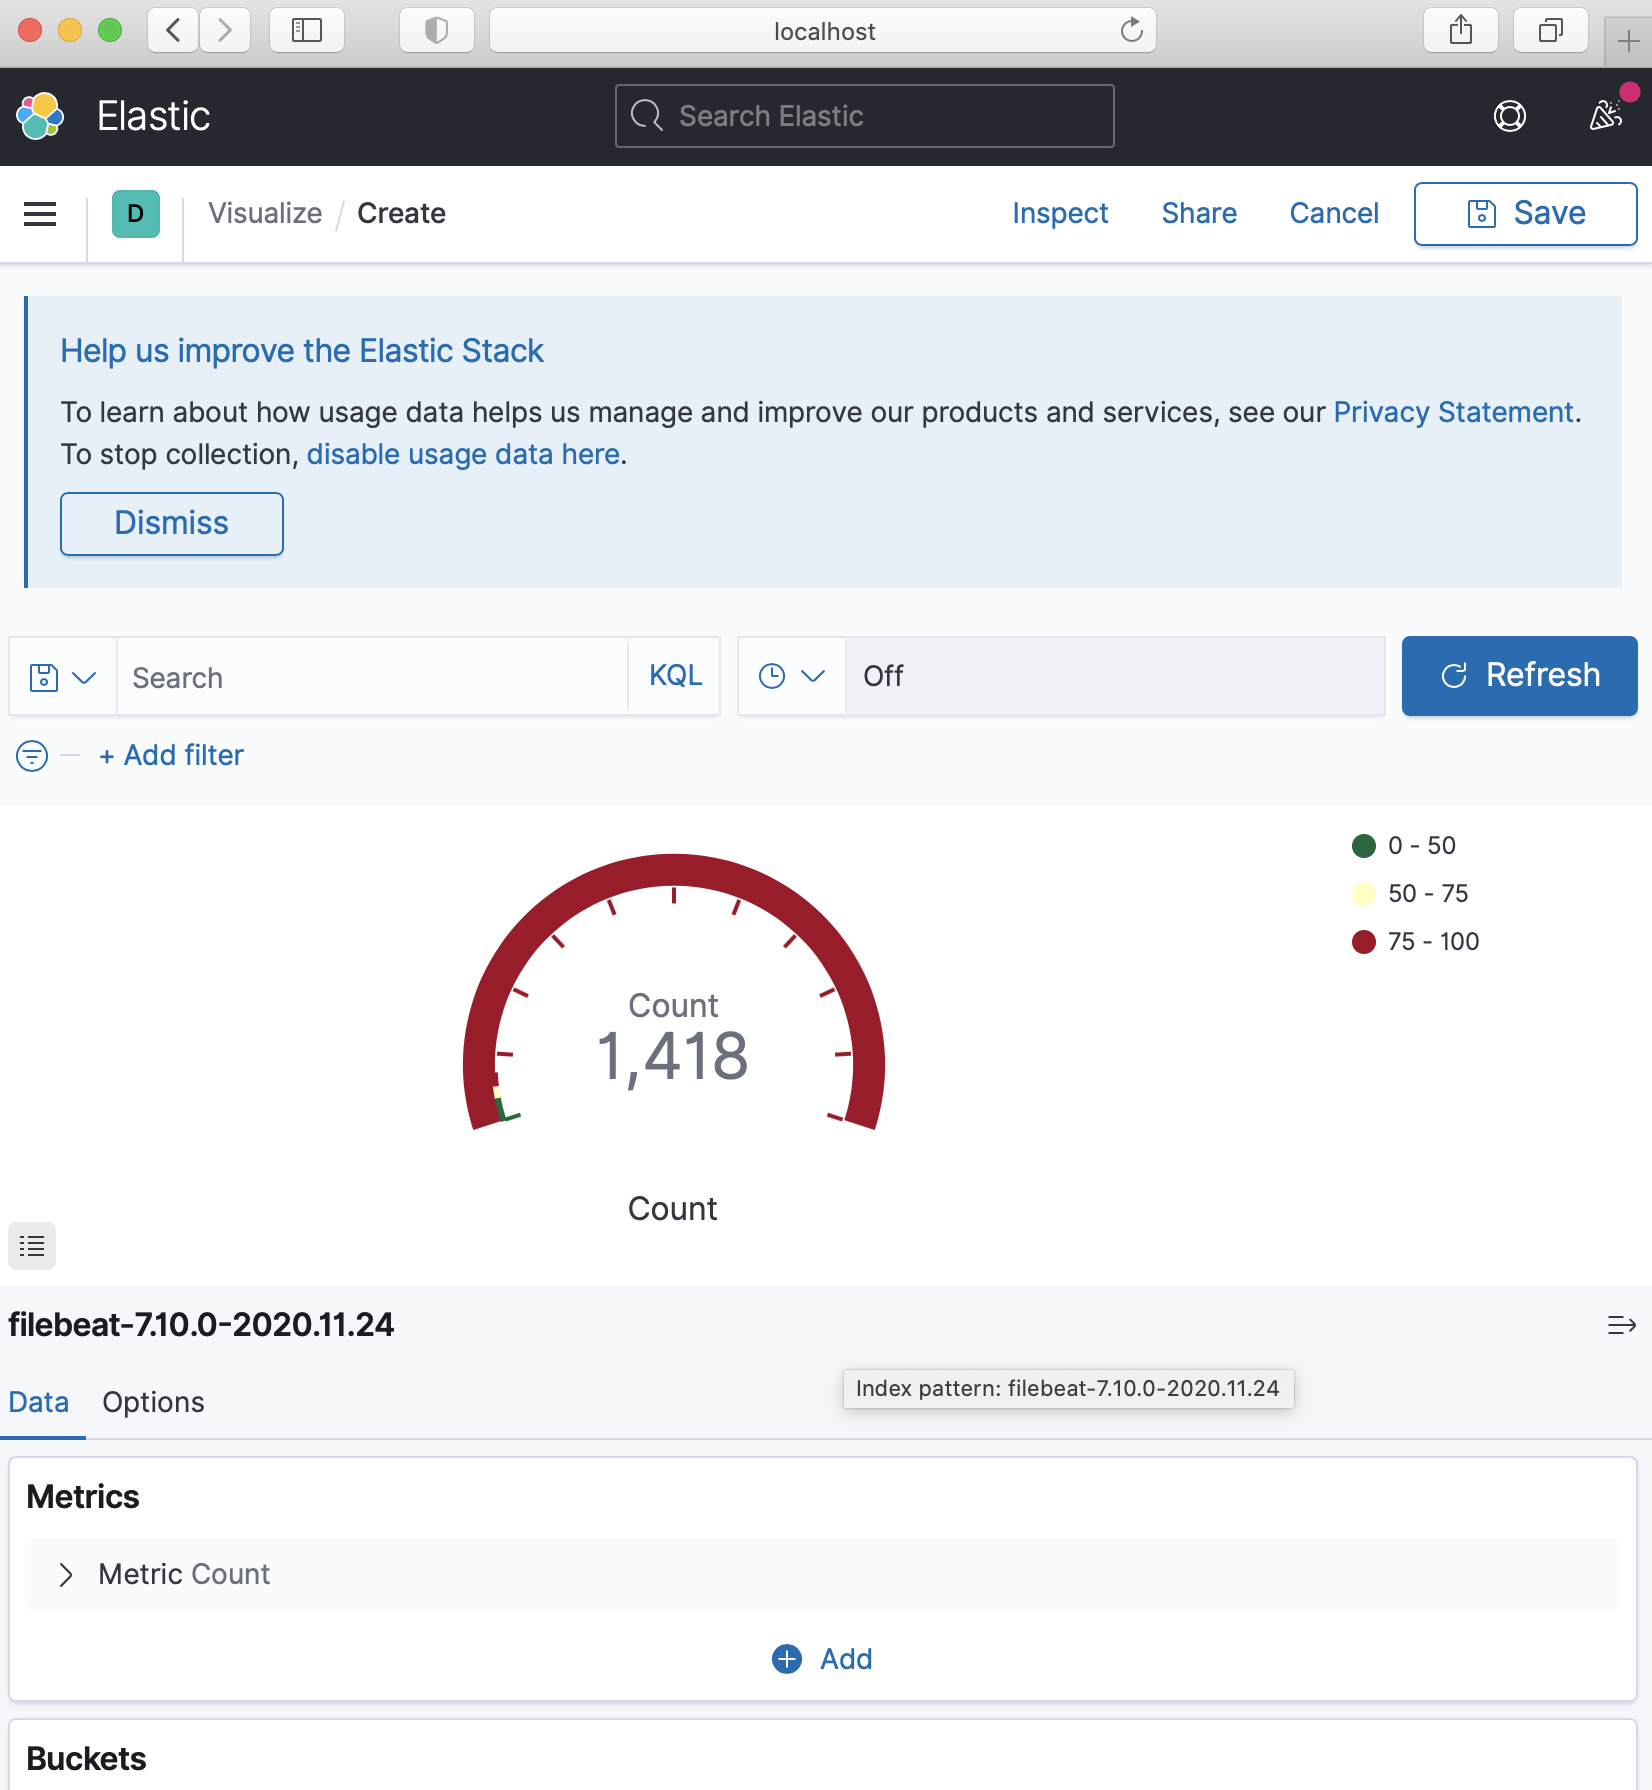 localhost
Elastic
Search Elastic
D
Visualize / Create
Inspect
Share
Cancel
Save
Help us improve the Elastic Stack
To learn about how usage data helps us manage and improve our products and services, see our Privacy Statement.
To stop collection, disable usage data here.
Dismiss
Search
KQL
Off
Refresh
+ Add filter
0 - 50
50 - 75
75 - 100
Count
1,418
Count
filebeat-7.10.0-2020.11.24
Index pattern: filebeat-7.10.0-2020.11.24
Data
Options
Metrics
Metric Count
Add
Buckets